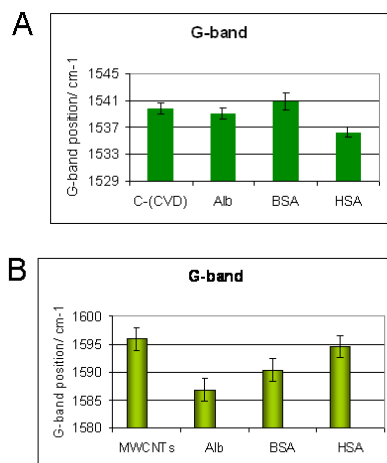 A
G-band
G-band position/ cm-1
1545
1541
1537
1533
1529
C-(CVD) Alb BSA HSA
B
G-band
G-band position/ cm-1
1600
1595
1590
1585
1580
MWCNTs Alb BSA HSA